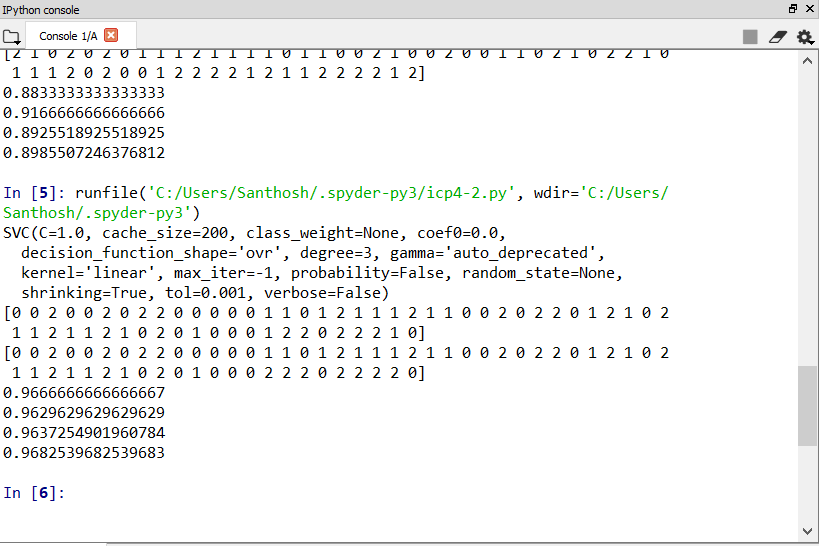 IPython console
Console 1/A
[2 1 0 2 0 2 0 1 1 1 2 1 1 1 1 0 1 1 0 0 2 1 0 0 2 0 0 1 1 0 2 1 0 2 2 1 0
1 1 1 2 0 2 0 0 1 2 2 2 2 1 2 1 1 2 2 2 2 1 2]
0.8833333333333333
0.9166666666666666
0.8925518925518925
0.8985507246376812
In [5]: runfile('C:/Users/Santhosh/.spyder-py3/icp4-2.py', wdir='C:/Users/
Santhosh/.spyder-py3')
SVC(C=1.0, cache_size=200, class_weight=None, coef0=0.0,
decision_function_shape='ovr', degree=3, gamma='auto_deprecated',
kernel='linear', max_iter=-1, probability=False, random_state=None,
shrinking=True, tol=0.001, verbose=False)
[0 0 2 0 0 2 0 2 2 0 0 0 0 0 1 1 0 1 2 1 1 1 2 1 1 0 0 2 0 2 2 0 1 2 1 0 2
1 1 2 1 1 2 1 0 2 0 1 0 0 0 1 2 2 0 2 2 2 1 0]
[0 0 2 0 0 2 0 2 2 0 0 0 0 0 1 1 0 1 2 1 1 1 2 1 1 0 0 2 0 2 2 0 1 2 1 0 2
1 1 2 1 1 2 1 0 2 0 1 0 0 0 2 2 2 0 2 2 2 2 0]
0.9666666666666667
0.9629629629629629
0.9637254901960784
0.9682539682539683
In [6]: